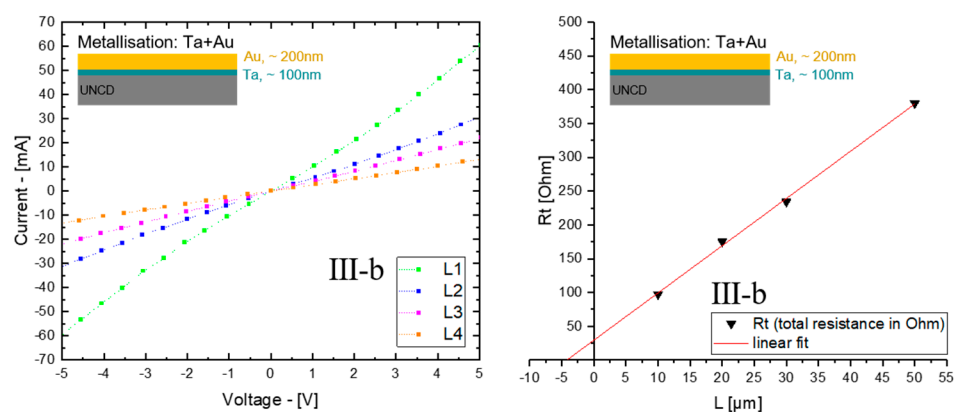 Metallisation: Ta+Au
Au, ~ 200nm
Ta, ~ 100nm
UNCD
70
60
50
40
30
20
10
0
-10
-20
-30
-40
-50
-60
-70
Current - [mA]
-5 -4 -3 -2 -1 0 1 2 3 4 5
Voltage - [V]
III-b
L1
L2
L3
L4
Metallisation: Ta+Au
Au, ~ 200nm
Ta, ~ 100nm
UNCD
500
450
400
350
300
250
200
150
100
50
Rt [Ohm]
-10 -5 0 5 10 15 20 25 30 35 40 45 50 55
L [µm]
III-b
Rt (total resistance in Ohm)
linear fit